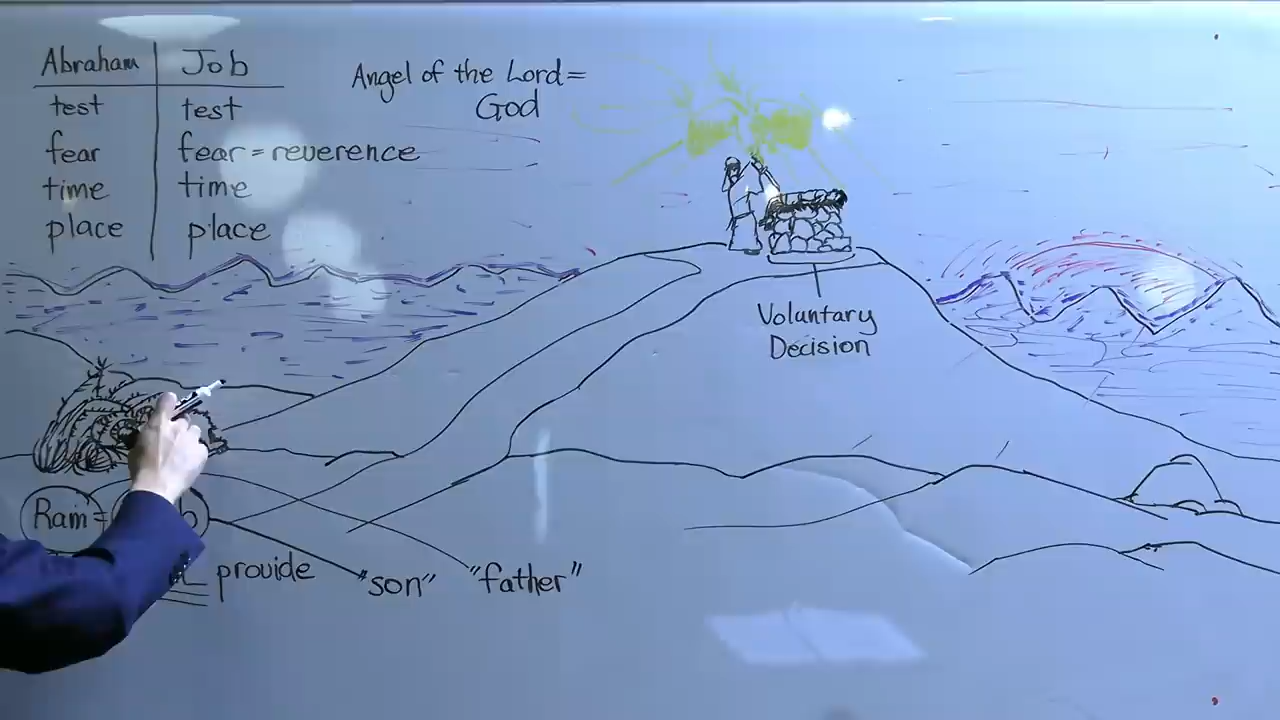 Abraham Job
test test
fear fear = reverence
time time
place place
Angel of the Lord =
God
Voluntary
Decision
Ram =
provide
"son" "father"